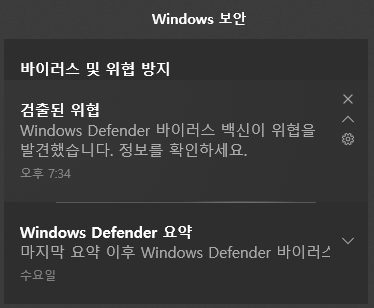 Windows 보안
바이러스 및 위협 방지
검출된 위협
Windows Defender 바이러스 백신이 위협을
발견했습니다. 정보를 확인하세요.
오후 7:34
Windows Defender 요약
마지막 요약 이후 Windows Defender 바이러스
수요일